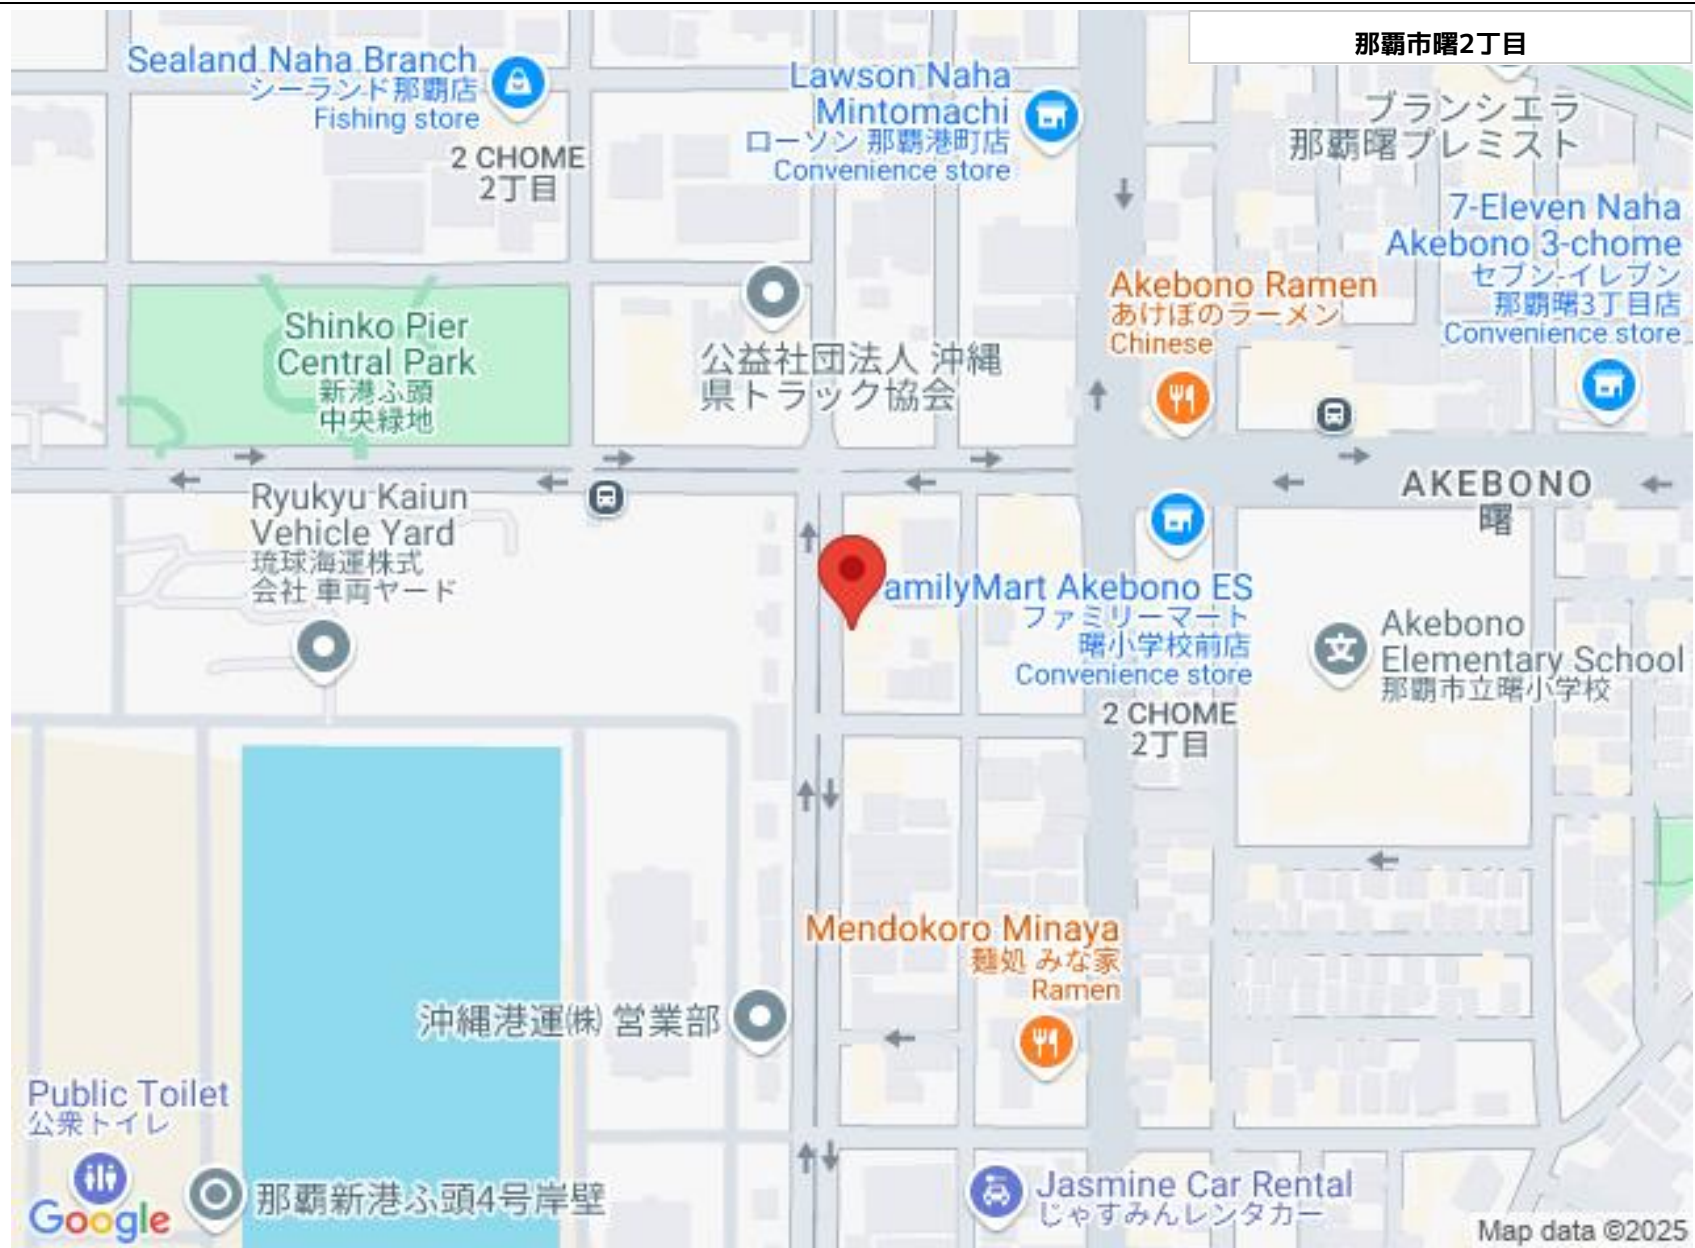 那覇市曙2丁目
Sealand Naha Branch
シーランド那覇店
Fishing store
2 CHOME
2丁目
Lawson Naha
Mintomachi
ローソン 那覇港町店
Convenience store
ブランシエラ
那覇曙プレミスト
7-Eleven Naha
Akebono 3-chome
セブン-イレブン
那覇曙3丁目店
Convenience store
Akebono Ramen
あけぼのラーメン
Chinese
Shinko Pier
Central Park
新港ふ頭
中央緑地
公益社団法人 沖縄
県トラック協会
AKEBONO
曙
Ryukyu Kaiun
Vehicle Yard
琉球海運株式
会社 車両ヤード
amilyMart Akebono ES
ファミリーマート
曙小学校前店
Convenience store
Akebono
Elementary School
那覇市立曙小学校
文
2 CHOME
2丁目
Mendokoro Minaya
麺処 みな家
Ramen
沖縄港運㈱ 営業部
Public Toilet
公衆トイレ
那覇新港ふ頭4号岸壁
Jasmine Car Rental
じゃすみんレンタカー
Google
Map data ©2025